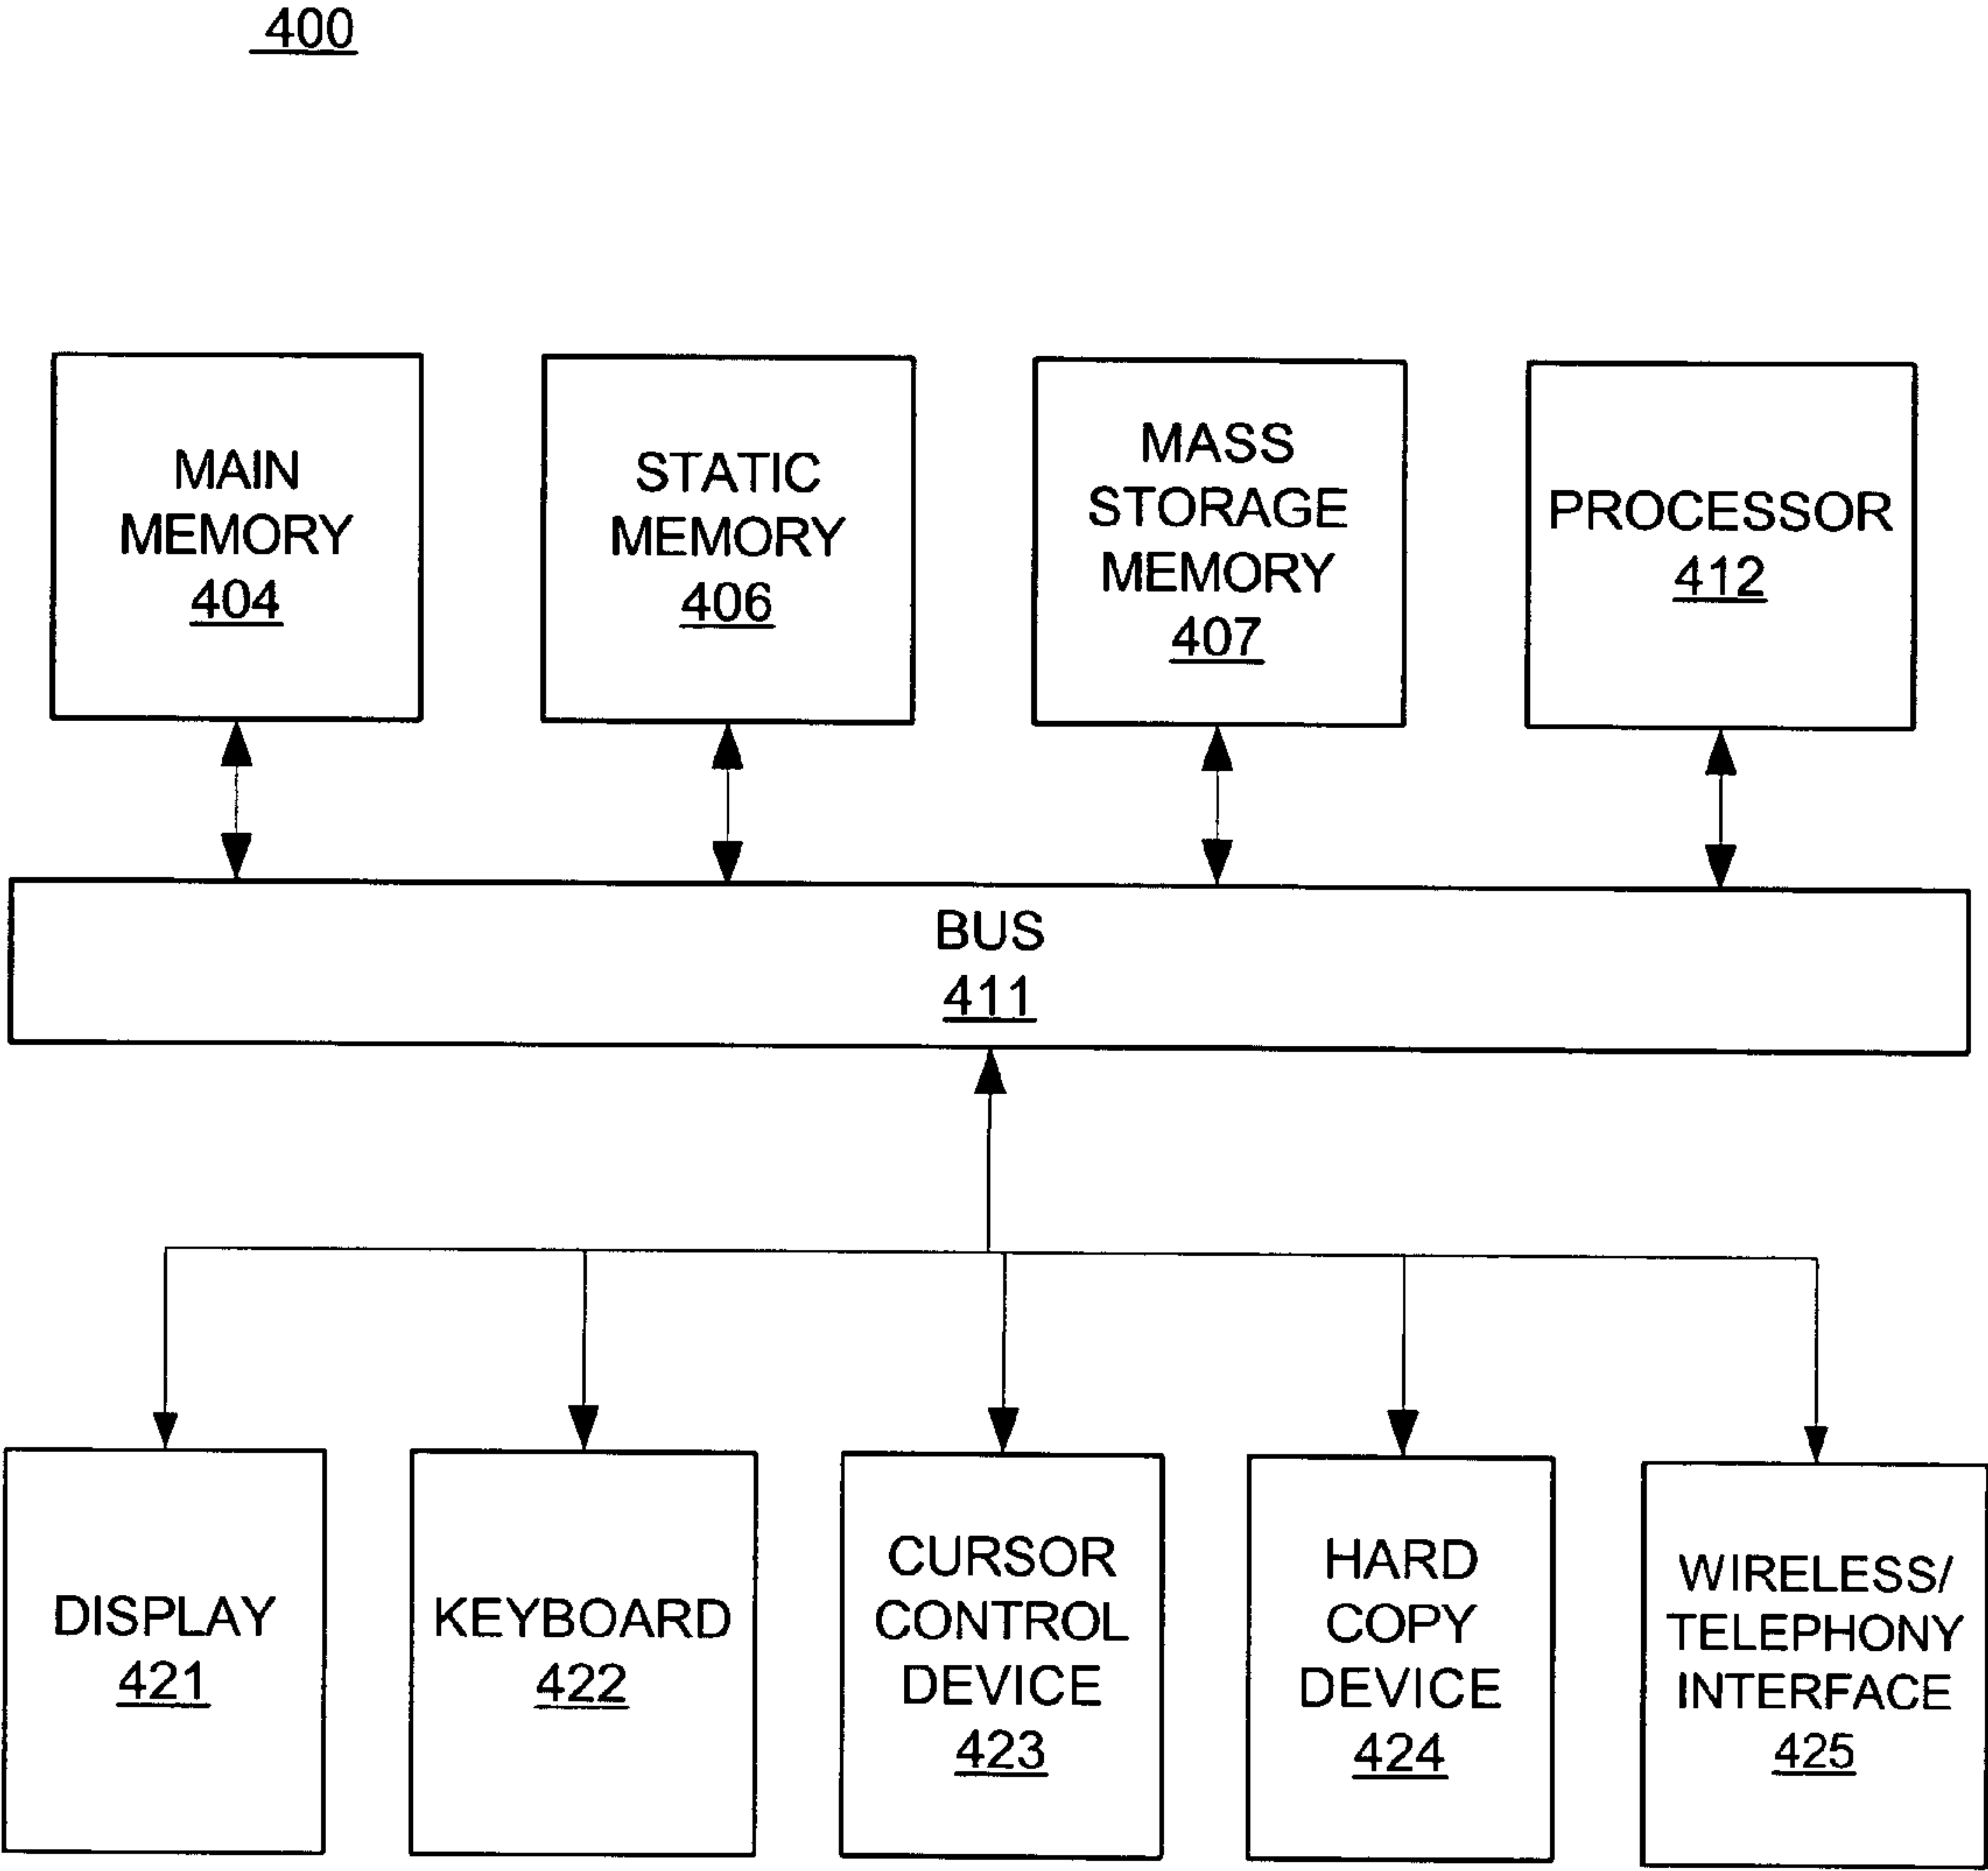 400
MAIN
MEMORY
404
STATIC
MEMORY
406
MASS
STORAGE
MEMORY
407
PROCESSOR
412
BUS
411
DISPLAY
421
KEYBOARD
422
CURSOR
CONTROL
DEVICE
423
HARD
COPY
DEVICE
424
WIRELESS/
TELEPHONY
INTERFACE
425